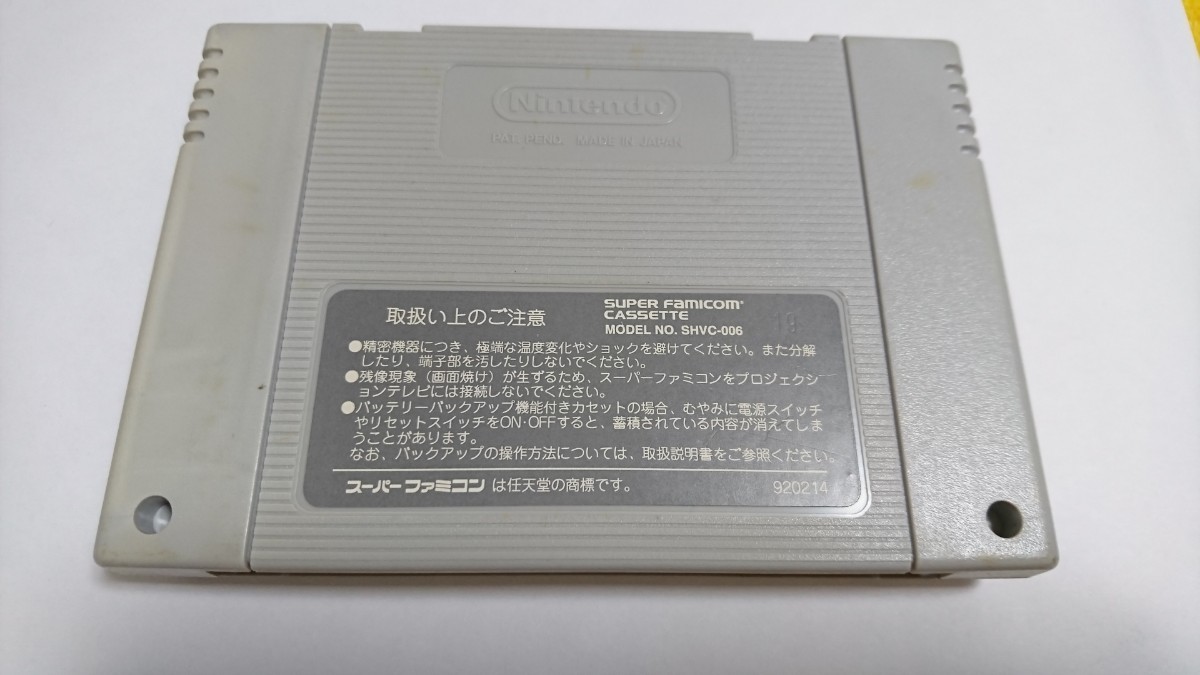 Nintendo
PAT. PEND. MADE IN JAPAN
取扱い上のご注意
SUPER FAMICOM
CASSETTE
MODEL NO. SHVC-006
19
●精密機器につき、極端な温度変化やショックを避けてください。また分解
したり、端子部を汚したりしないでください。
●残像現象（画面焼け）が生ずるため、スーパーファミコンをプロジェクシ
ョンテレビには接続しないでください。
●バッテリーバックアップ機能付きカセットの場合、むやみに電源スイッチ
やリセットスイッチをON・OFFすると、蓄積されている内容が消えてしま
うことがあります。
なお、バックアップの操作方法については、取扱説明書をご参照ください。
スーパーファミコンは任天堂の商標です。
920214